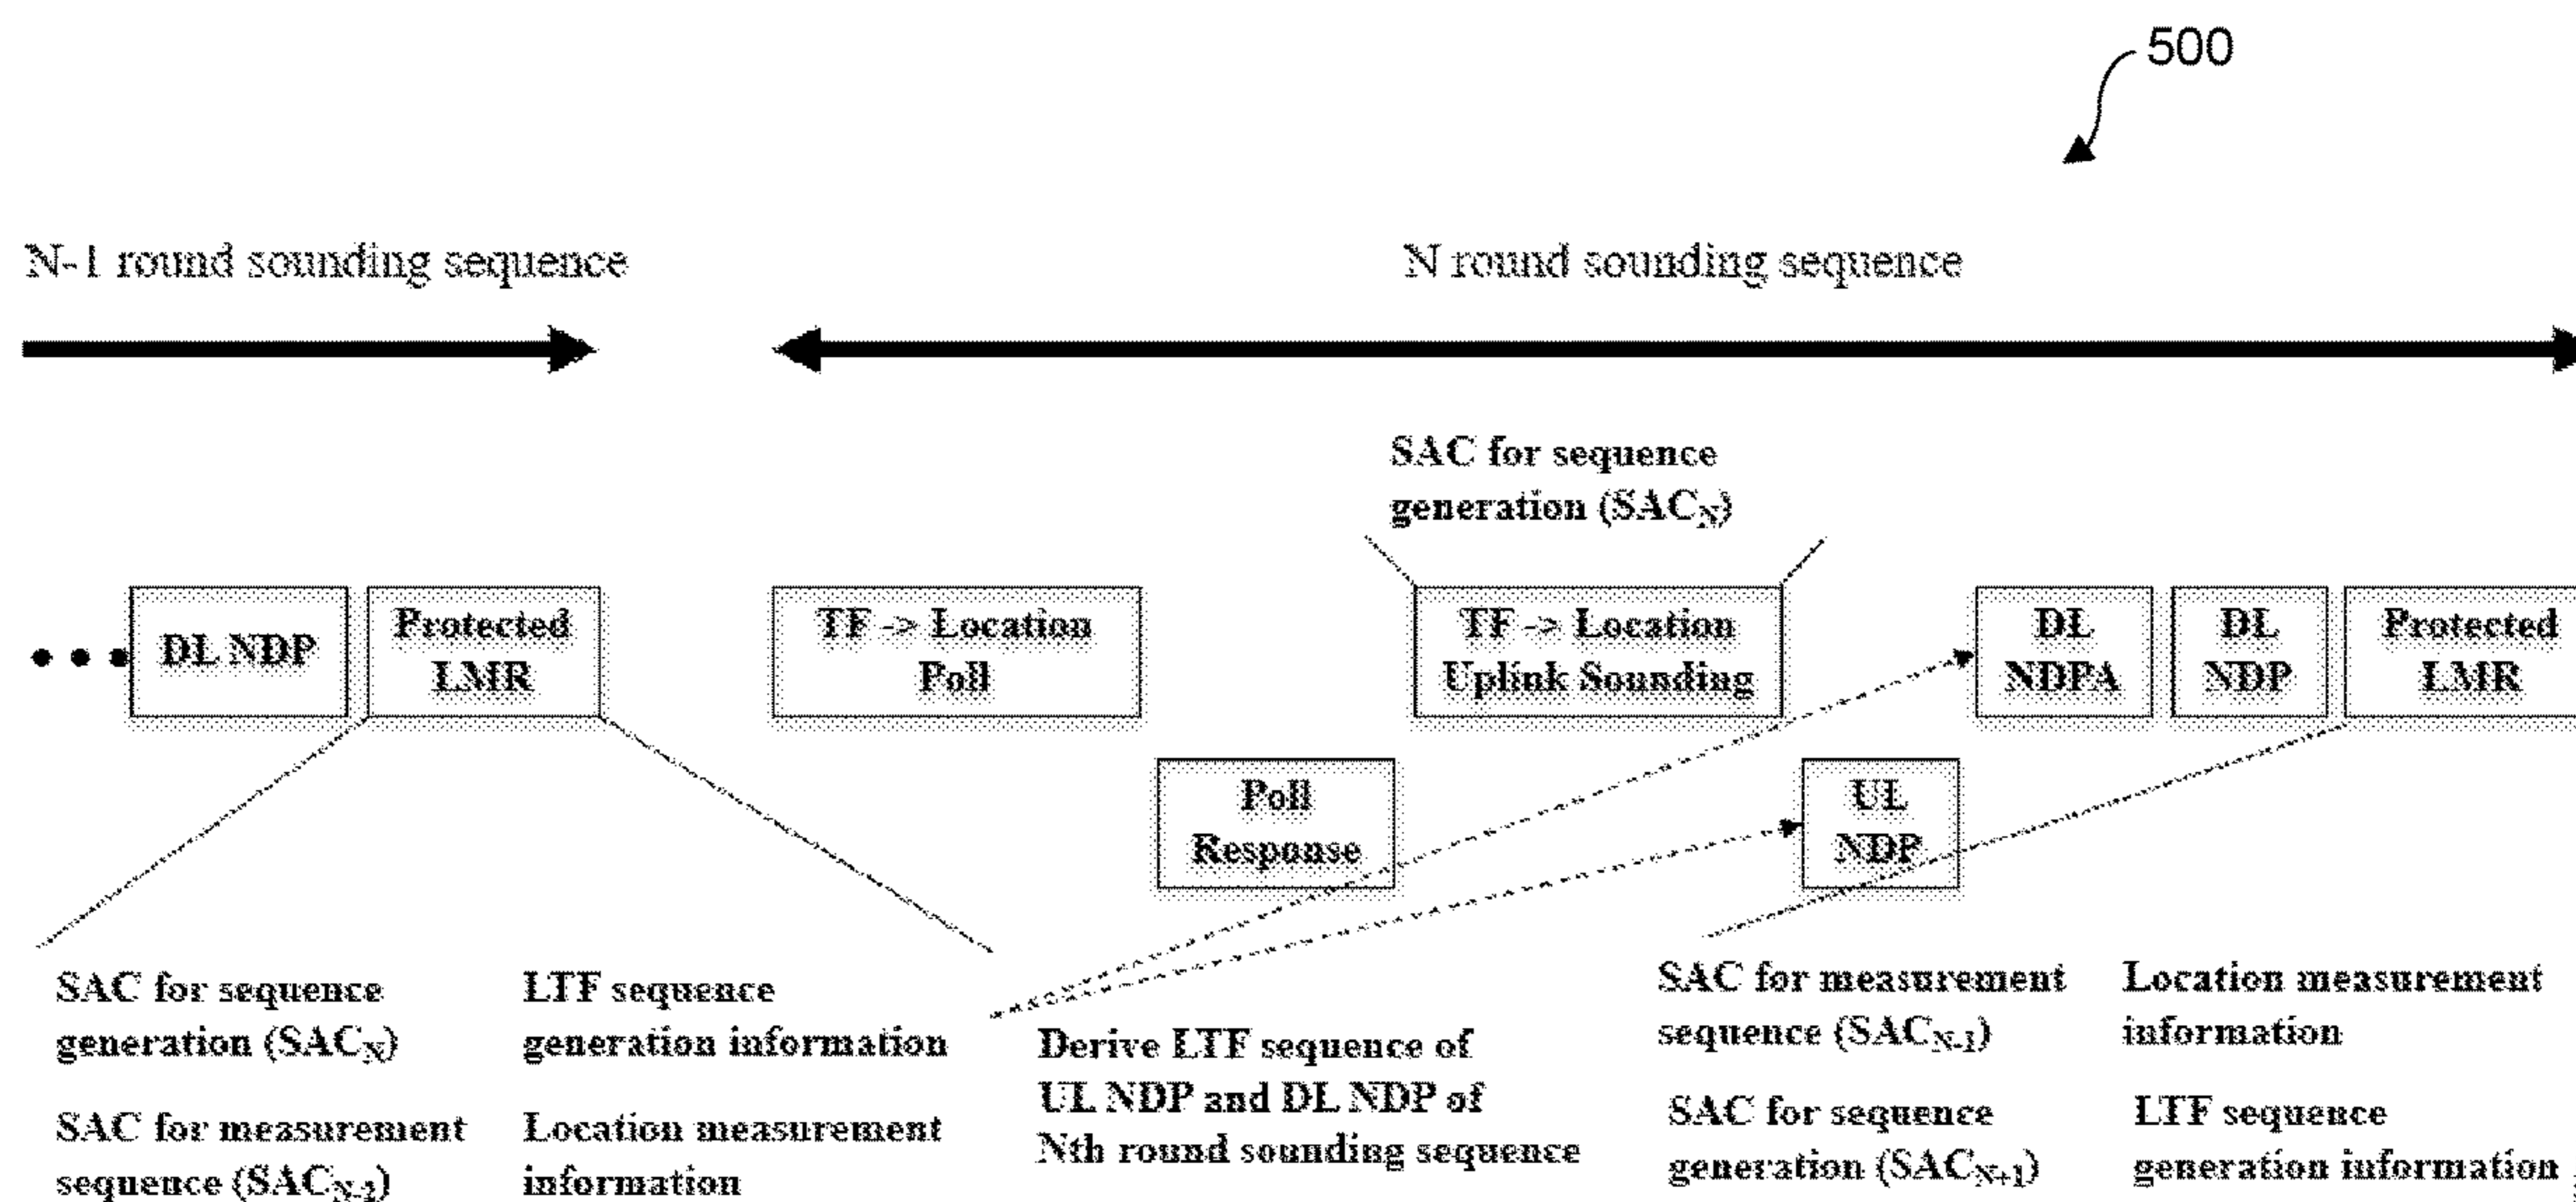 500
N-1 round sounding sequence
N round sounding sequence
SAC for sequence
generation (SAC_N)
DL NDP
Protected
LMR
TF -> Location
Poll
TF -> Location
Uplink Sounding
DL
NDPA
DL
NDP
Protected
LMR
Poll
Response
UL
NDP
SAC for sequence
generation (SAC_N)
LTF sequence
generation information
SAC for measurement
sequence (SAC_N-2)
Location measurement
information
Derive LTF sequence of
UL NDP and DL NDP of
Nth round sounding sequence
SAC for measurement
sequence (SAC_N-1)
Location measurement
information
SAC for sequence
generation (SAC_N+1)
LTF sequence
generation information